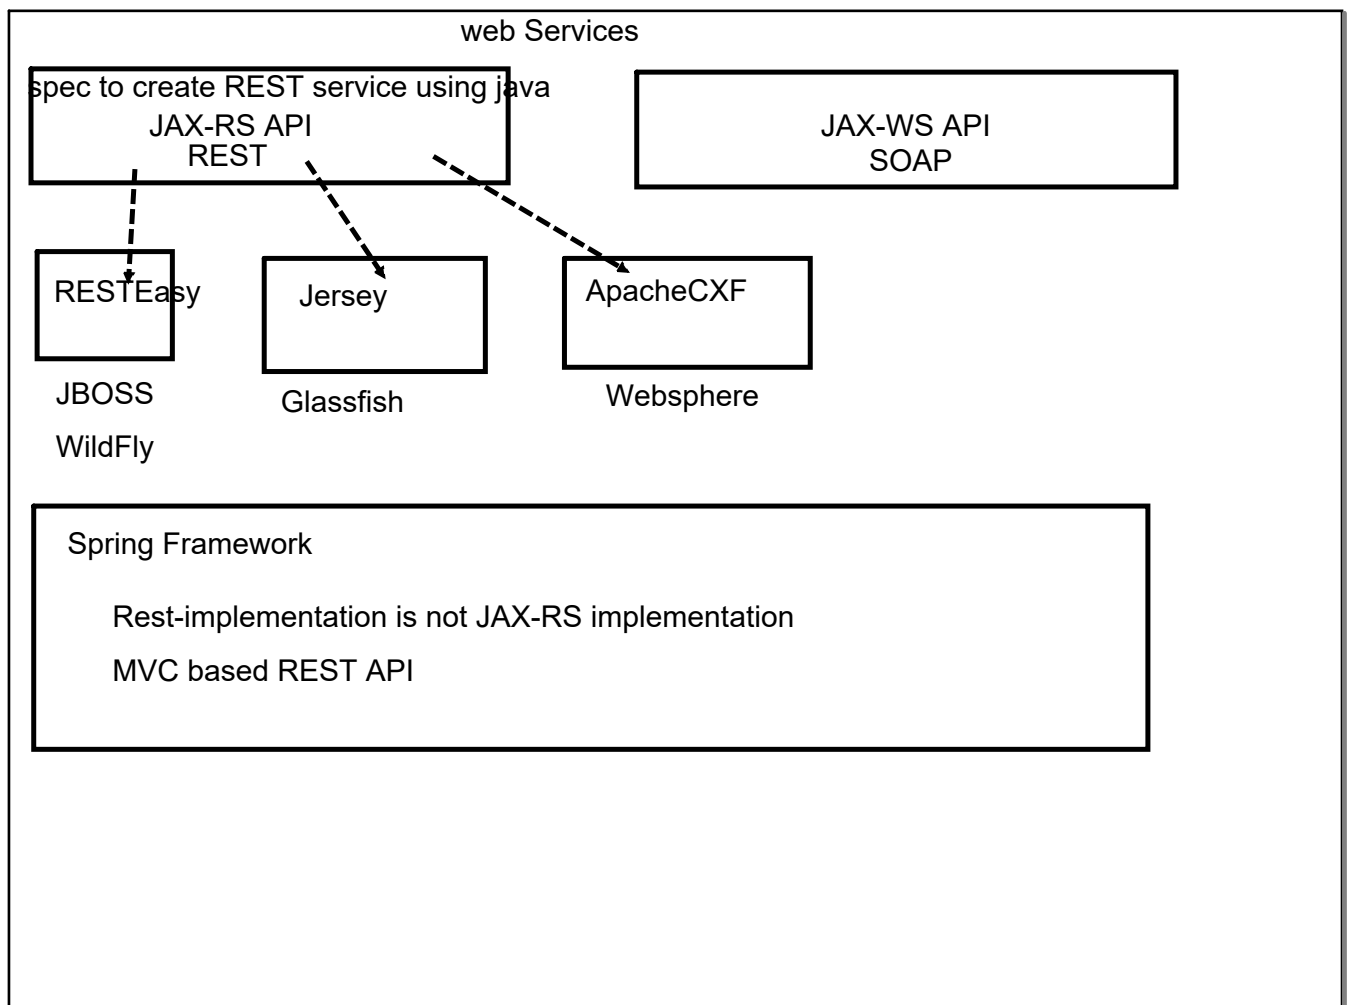 web Services
spec to create REST service using java
JAX-RS API
REST
JAX-WS API
SOAP
RESTEasy
Jersey
ApacheCXF
JBOSS
Glassfish
Websphere
WildFly
Spring Framework
Rest-implementation is not JAX-RS implementation
MVC based REST API